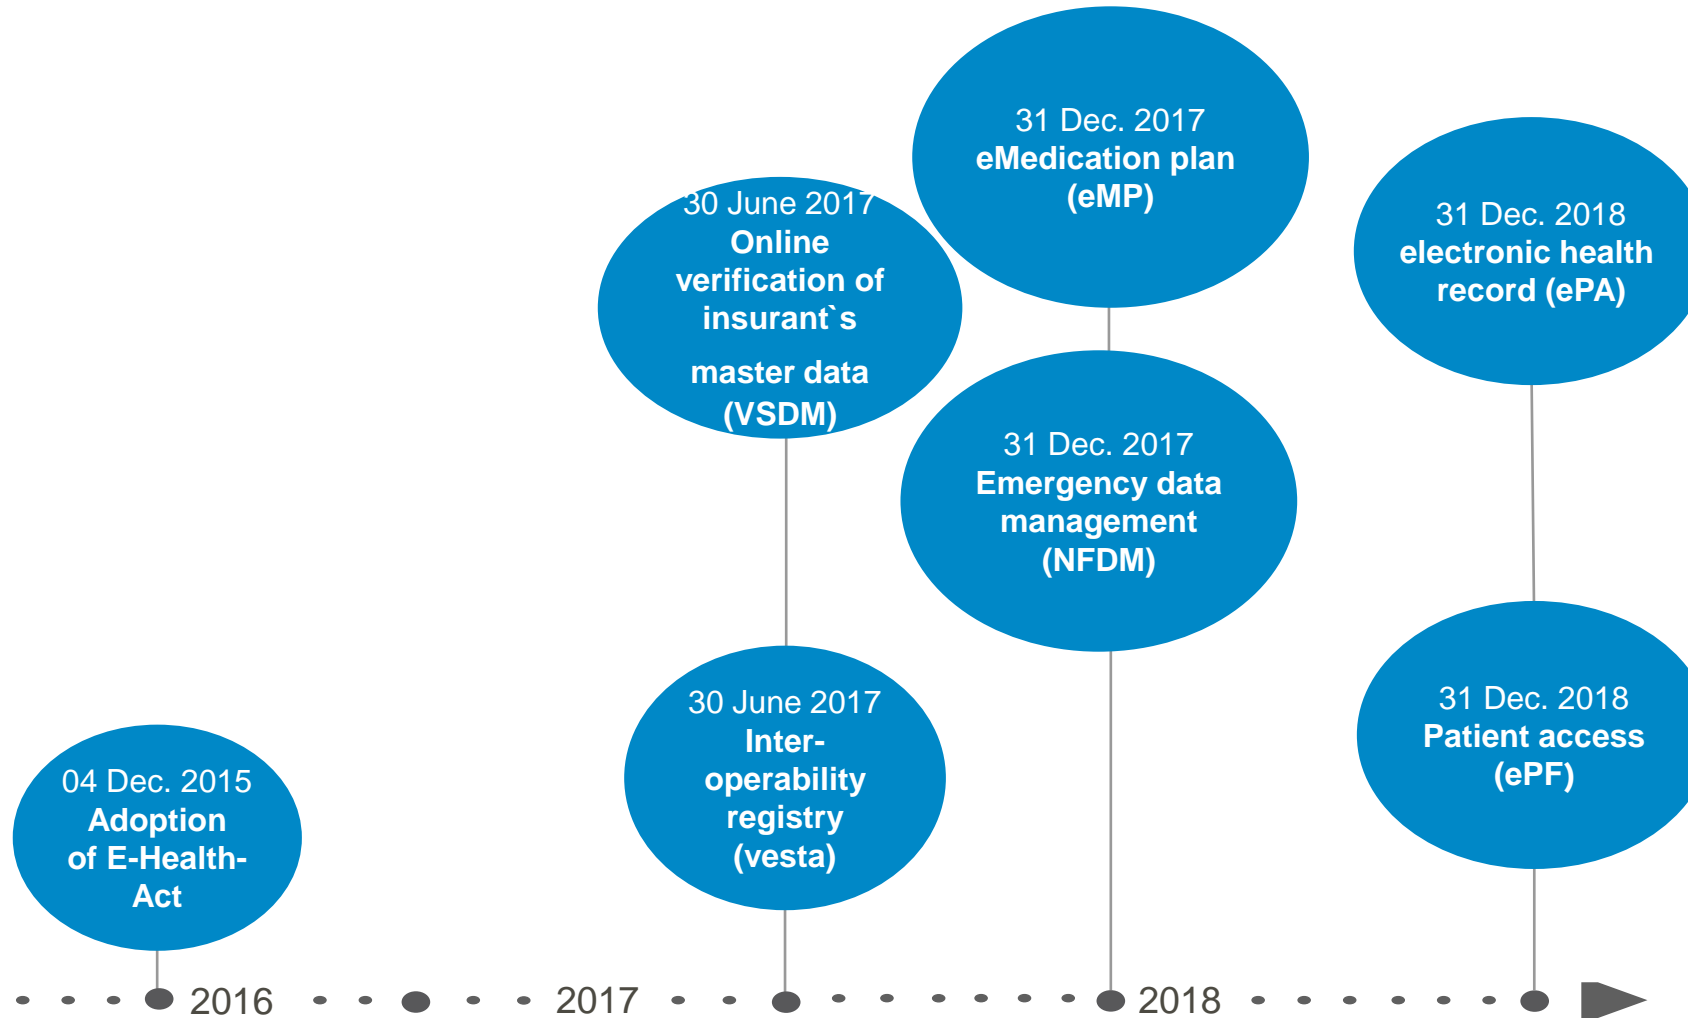 04 Dec. 2015
Adoption
of E-Health-
Act
30 June 2017
Online
verification of
insurant`s
master data
(VSDM)
30 June 2017
Inter-
operability
registry
(vesta)
31 Dec. 2017
eMedication plan
(eMP)
31 Dec. 2017
Emergency data
management
(NFDM)
31 Dec. 2018
electronic health
record (ePA)
31 Dec. 2018
Patient access
(ePF)
2016
2017
2018